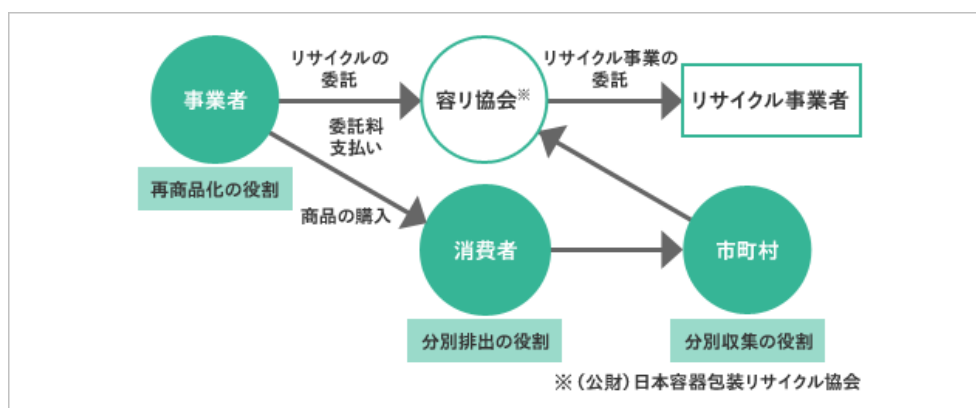 事業者
リサイクルの
委託
委託料
支払い
容リ協会※
リサイクル事業の
委託
リサイクル事業者
再商品化の役割
商品の購入
消費者
市町村
分別排出の役割
分別収集の役割
※(公財)日本容器包装リサイクル協会